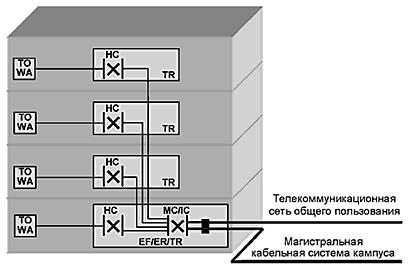 HC
TO
WA
TR
HC
TO
WA
TR
HC
TO
WA
TR
HC
MC/IC
TO
WA
EF/ER/TR
Телекоммуникационная
сеть общего пользования
Магистральная
кабельная система кампуса